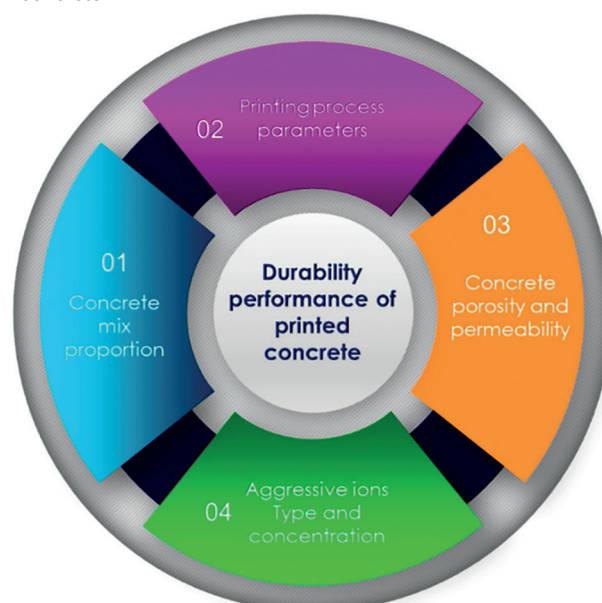 01
Concrete
mix
proportion
02
Printing process
parameters
03
Concrete
porosity and
permeability
04
Aggressive ions
Type and
concentration
Durability
performance of
printed
concrete